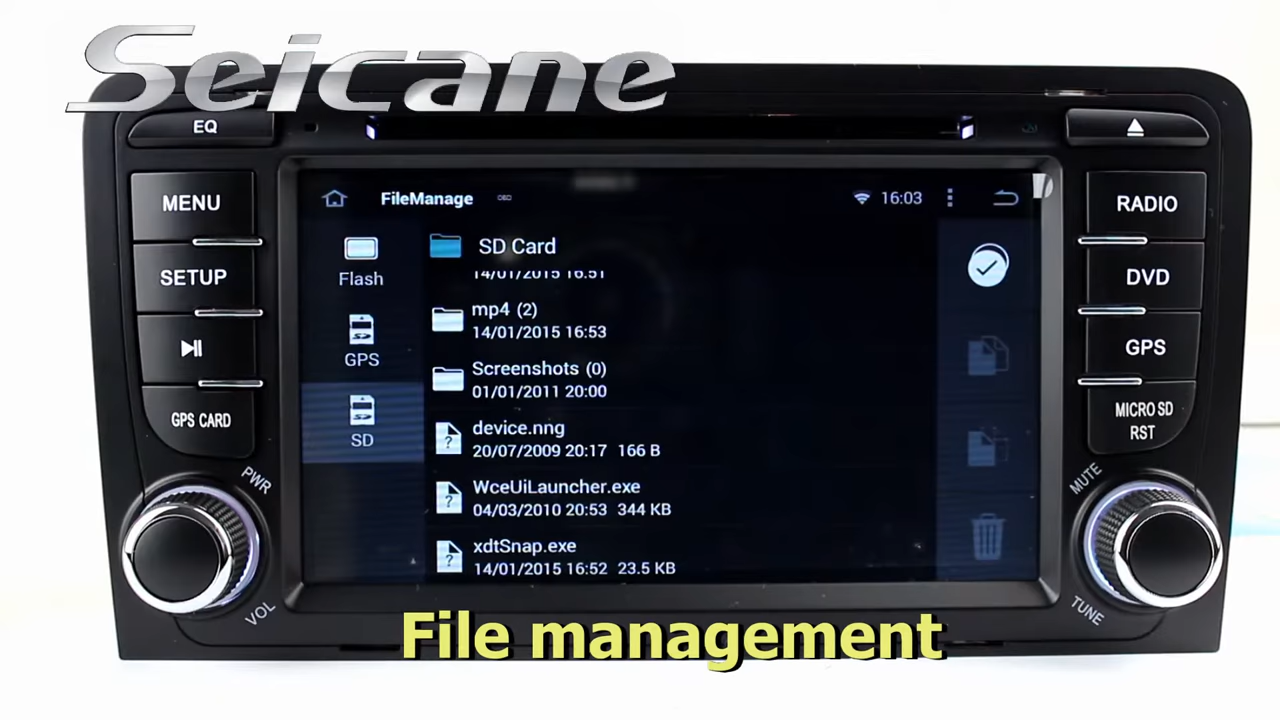 Seicane
EQ
MENU
SETUP
GPS CARD
PWR
VOL
FileManage
OBD
16:03
Flash
GPS
SD
SD Card
14/01/2015 16:51
mp4 (2)
14/01/2015 16:53
Screenshots (0)
01/01/2011 20:00
device.nng
20/07/2009 20:17 166 B
WceUiLauncher.exe
04/03/2010 20:53 344 KB
xdtSnap.exe
14/01/2015 16:52 23.5 KB
RADIO
DVD
GPS
MICRO SD
RST
MUTE
TUNE
File management